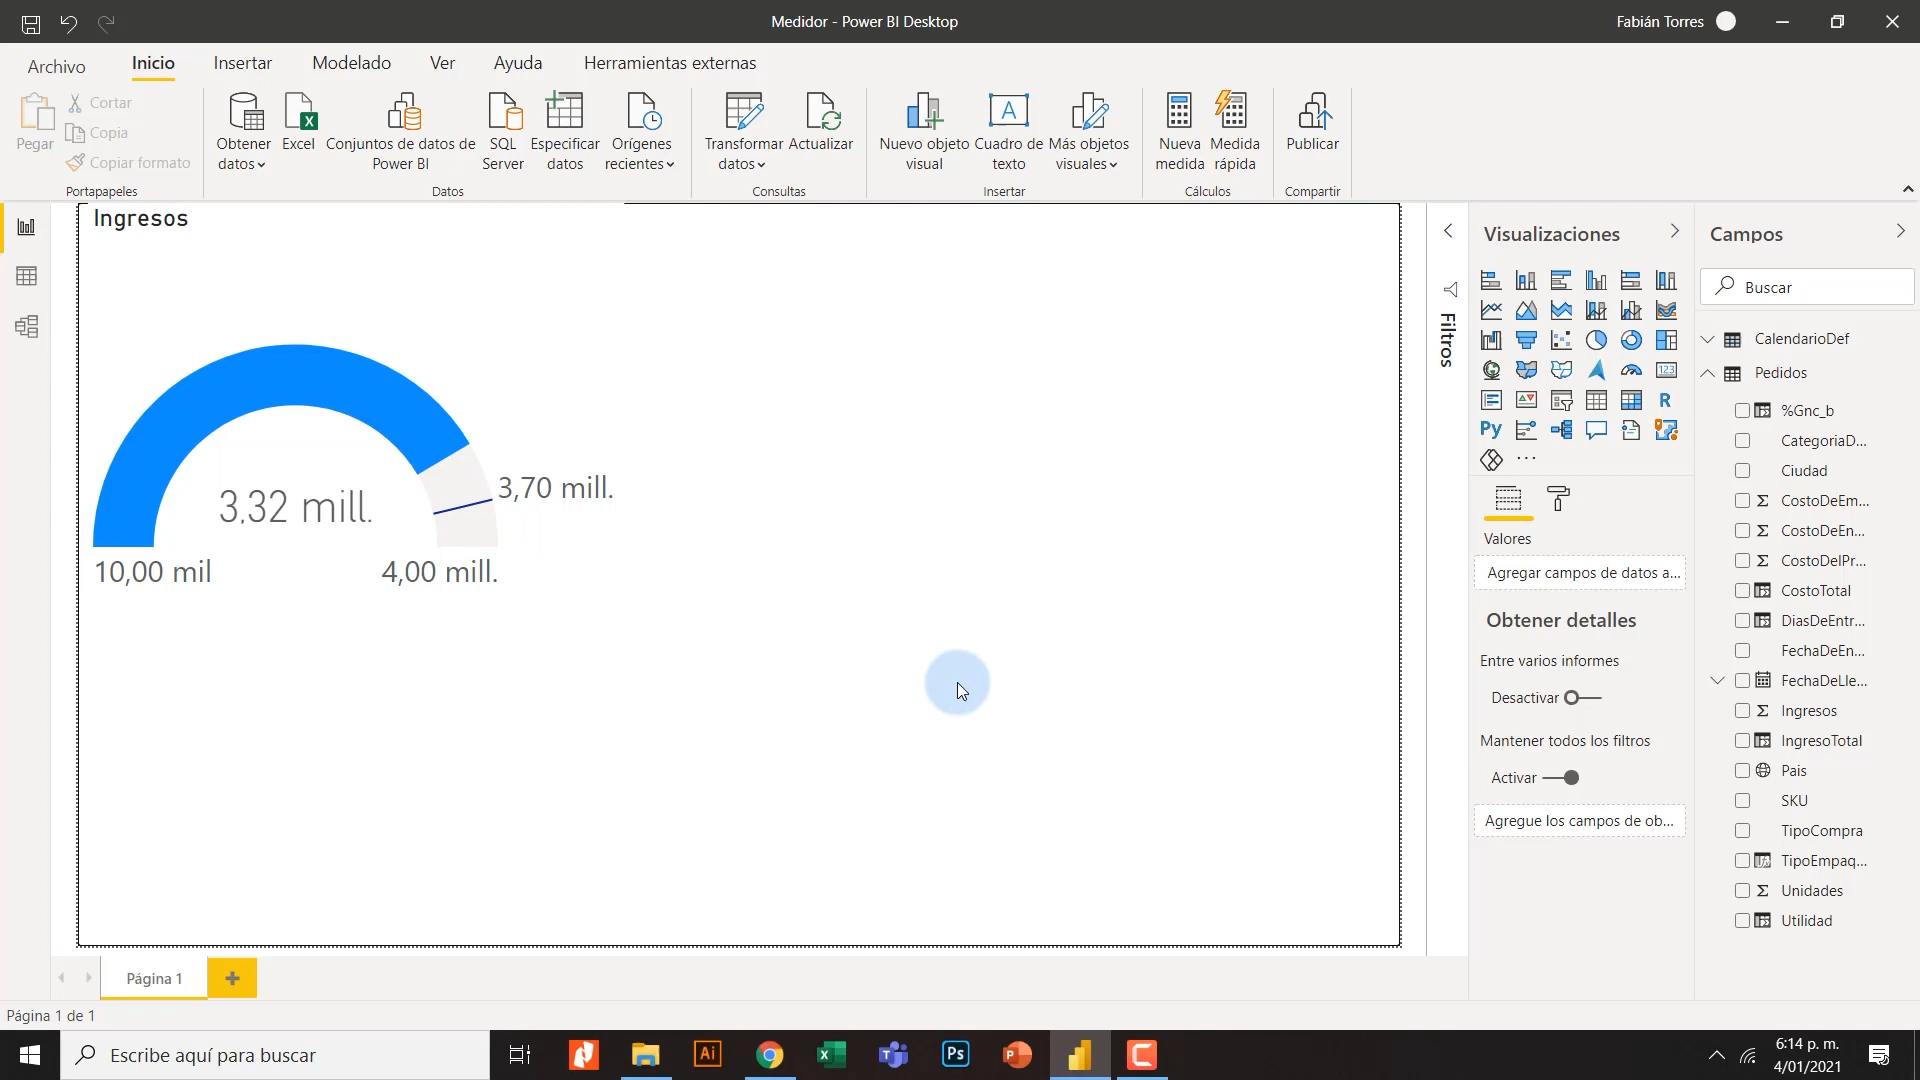 Medidor - Power BI Desktop
Fabián Torres
Archivo
Inicio
Insertar
Modelado
Ver
Ayuda
Herramientas externas
Pegar
Cortar
Copia
Copiar formato
Portapapeles
Obtener
datos
Excel
Conjuntos de datos de
Power BI
SQL
Server
Especificar
datos
Orígenes
recientes
Datos
Transformar
datos
Actualizar
Consultas
Nuevo objeto
visual
Cuadro de
texto
Más objetos
visuales
Insertar
Nueva
medida
Medida
rápida
Cálculos
Publicar
Compartir
Ingresos
3,32 mill.
3,70 mill.
10,00 mil
4,00 mill.
Filtros
Visualizaciones
123
R
Py
...
Valores
Agregar campos de datos a...
Obtener detalles
Entre varios informes
Desactivar
Mantener todos los filtros
Activar
Agregue los campos de ob...
Campos
Buscar
CalendarioDef
Pedidos
%Gnc_b
CategoriaD...
Ciudad
CostoDeEm...
CostoDeEn...
CostoDelPr...
CostoTotal
DiasDeEntr...
FechaDeEn...
FechaDeLle...
Ingresos
IngresoTotal
Pais
SKU
TipoCompra
TipoEmpaq...
Unidades
Utilidad
Página 1
Página 1 de 1
Escribe aquí para buscar
Ai
Ps
6:14 p. m.
4/01/2021